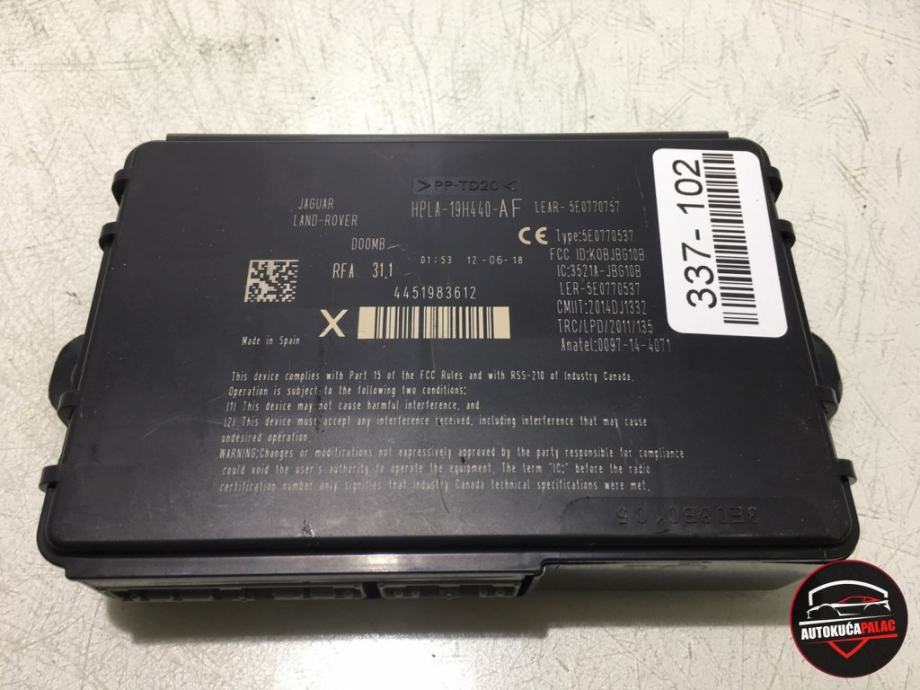 >PP-TD20<
JAGUAR
LAND-ROVER
HPLA-19H440-AF
LEAR-5E0770757
DOOMB
RFA 31.1
01:53 12-06-18
4451983612
X
Made in Spain
CE Type:5E0770537
FCC ID:KOBJBG10B
IC:3521A-JBG10B
LER-5E0770537
CMIIT:2014DJ1332
TRC/LPD/2011/135
Anatel:0097-14-4071
337-102
This device complies with Part 15 of the FCC Rules and with RSS-210 of Industry Canada.
Operation is subject to the following two conditions:
(1) This device may not cause harmful interference, and
(2) This device must accept any interference received, including interference that may cause
undesired operation.
WARNING:Changes or modifications not expressively approved by the party responsible for compliance
could void the user's authority to operate the equipment. The term "IC:" before the radio
certification number only signifies that Industry Canada technical specifications were met.
AUTOKUĆAPALAC